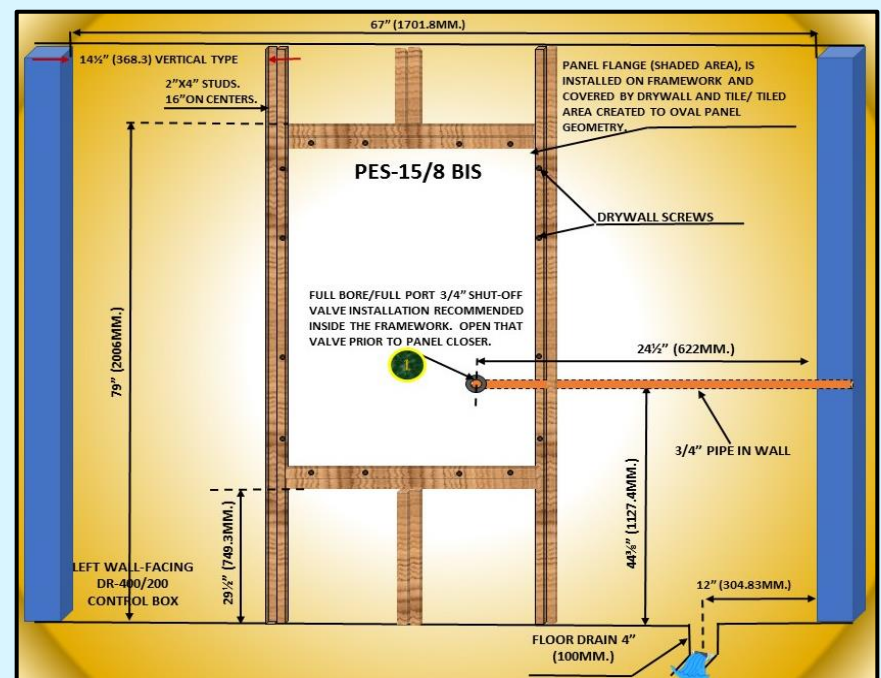 67” (1701.8MM.)
14½” (368.3) VERTICAL TYPE
2”X4” STUDS.
16”ON CENTERS.
PANEL FLANGE (SHADED AREA), IS
INSTALLED ON FRAMEWORK AND
COVERED BY DRYWALL AND TILE/ TILED
AREA CREATED TO OVAL PANEL
GEOMETRY.
PES-15/8 BIS
DRYWALL SCREWS
FULL BORE/FULL PORT 3/4” SHUT-OFF
VALVE INSTALLATION RECOMMENDED
INSIDE THE FRAMEWORK. OPEN THAT
VALVE PRIOR TO PANEL CLOSER.
1
24½” (622MM.)
79” (2006MM.)
3/4” PIPE IN WALL
29½” (749.3MM.)
44⅜” (1127.4MM.)
LEFT WALL-FACING
DR-400/200
CONTROL BOX
12” (304.83MM.)
FLOOR DRAIN 4”
(100MM.)